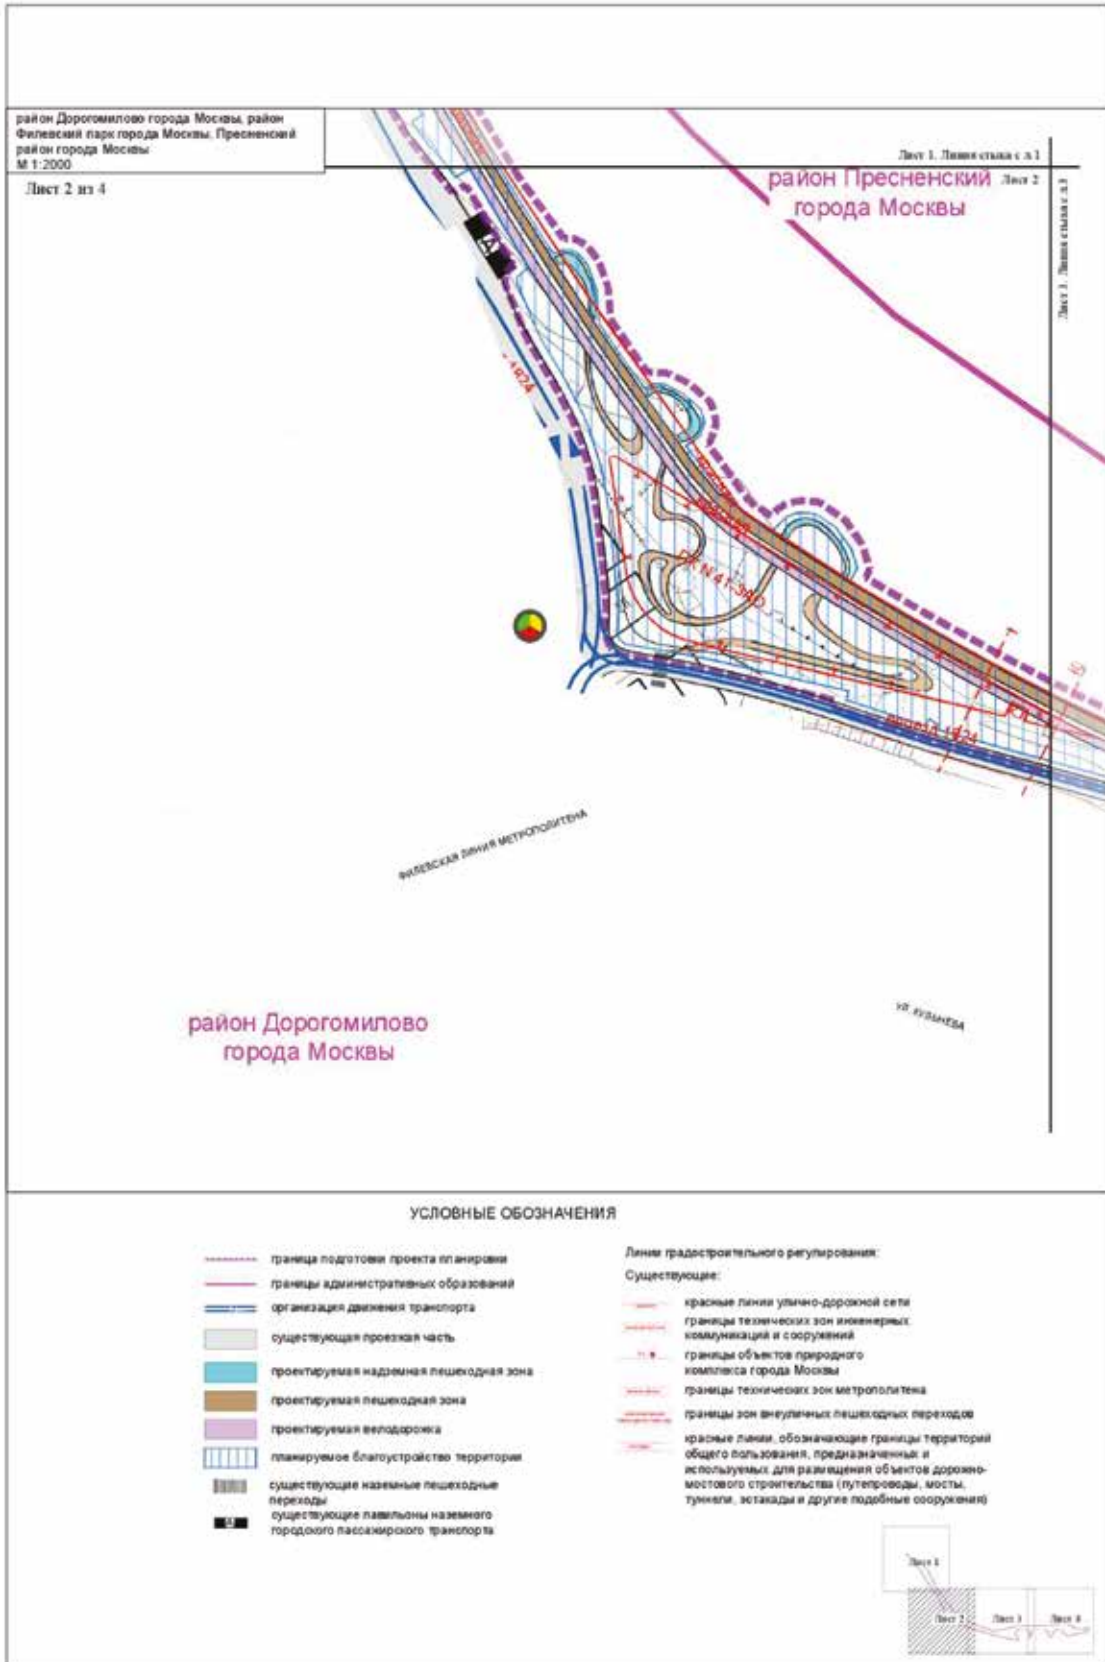 район Дорогомилово города Москвы, район
Филевский парк города Москвы, Пресненский
район города Москвы
М 1:2000
Лист 2 из 4
Лист 1. Линия стыка с л.1
Лист 2
Лист 3. Линия стыка с л.3
район Пресненский
города Москвы
1824
N 41-
1824
ФИЛЕВСКАЯ ЛИНИЯ МЕТРОПОЛИТЕНА
район Дорогомилово
города Москвы
УЛ. КУЛЬНЕВА
УСЛОВНЫЕ ОБОЗНАЧЕНИЯ
граница подготовки проекта планировки
границы административных образований
организация движения транспорта
существующая проезжая часть
проектируемая надземная пешеходная зона
проектируемая пешеходная зона
проектируемая велодорожка
планируемое благоустройство территории
существующие наземные пешеходные
переходы
существующие павильоны наземного
городского пассажирского транспорта
Линии градостроительного регулирования:
Существующие:
красные линии улично-дорожной сети
границы технических зон инженерных
коммуникаций и сооружений
границы объектов природного
комплекса города Москвы
границы технических зон метрополитена
границы зон внеуличных пешеходных переходов
красные линии, обозначающие границы территорий
общего пользования, предназначенных и
используемых для размещения объектов дорожно-
мостового строительства (путепроводы, мосты,
туннели, эстакады и другие подобные сооружения)
Лист 1
Лист 2
Лист 3
Лист 4